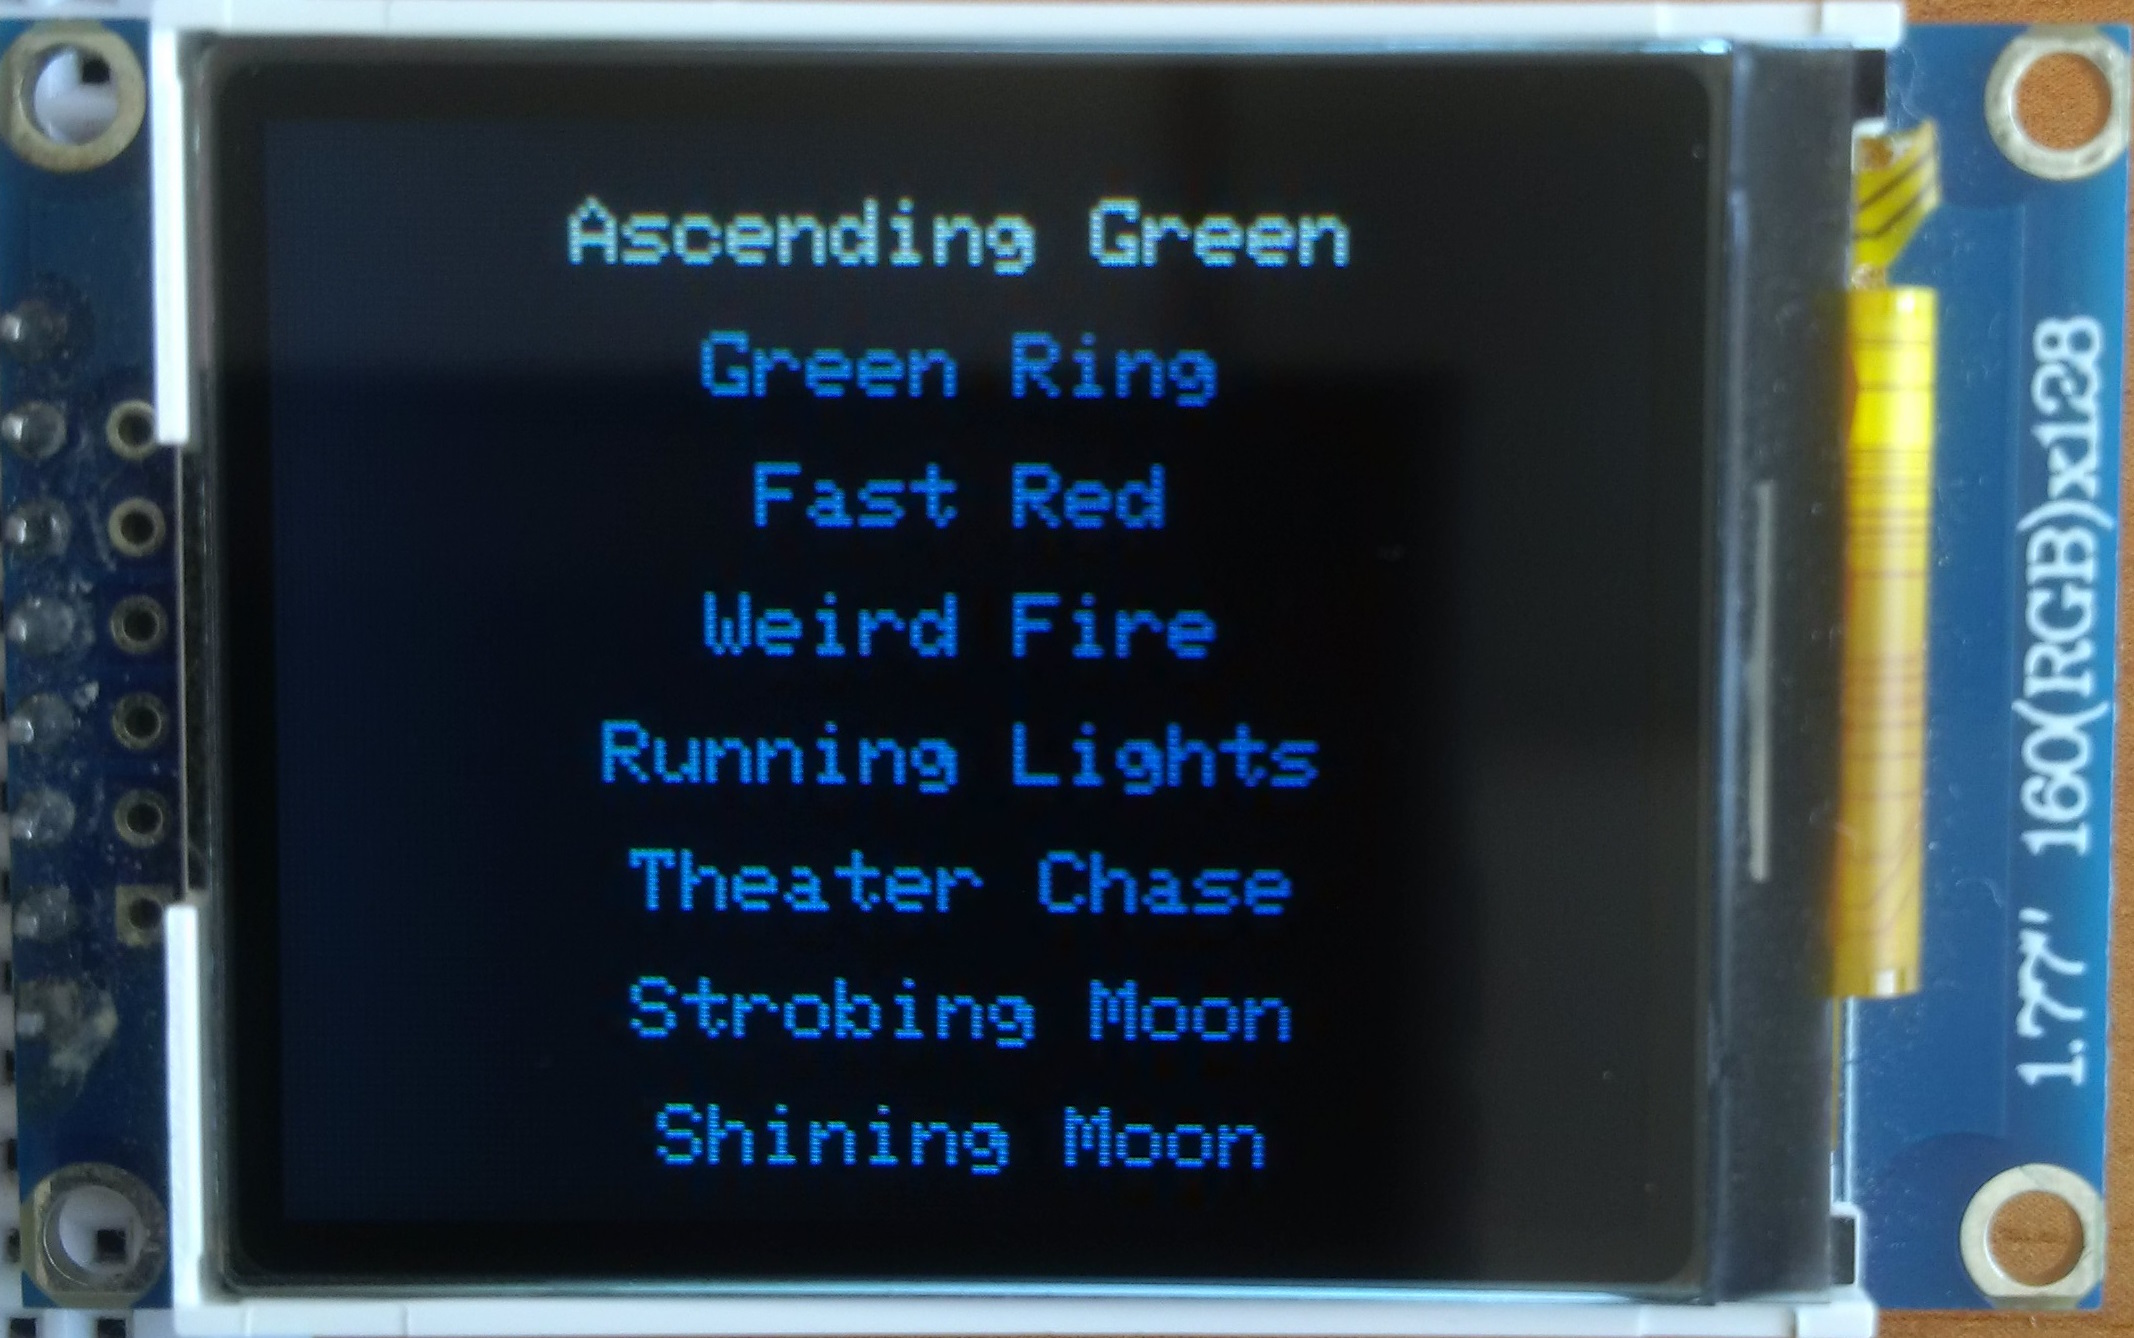 Ascending Green
Green Ring
Fast Red
Weird Fire
Running Lights
Theater Chase
Strobing Moon
Shining Moon
1.77" 160(RGB)x128